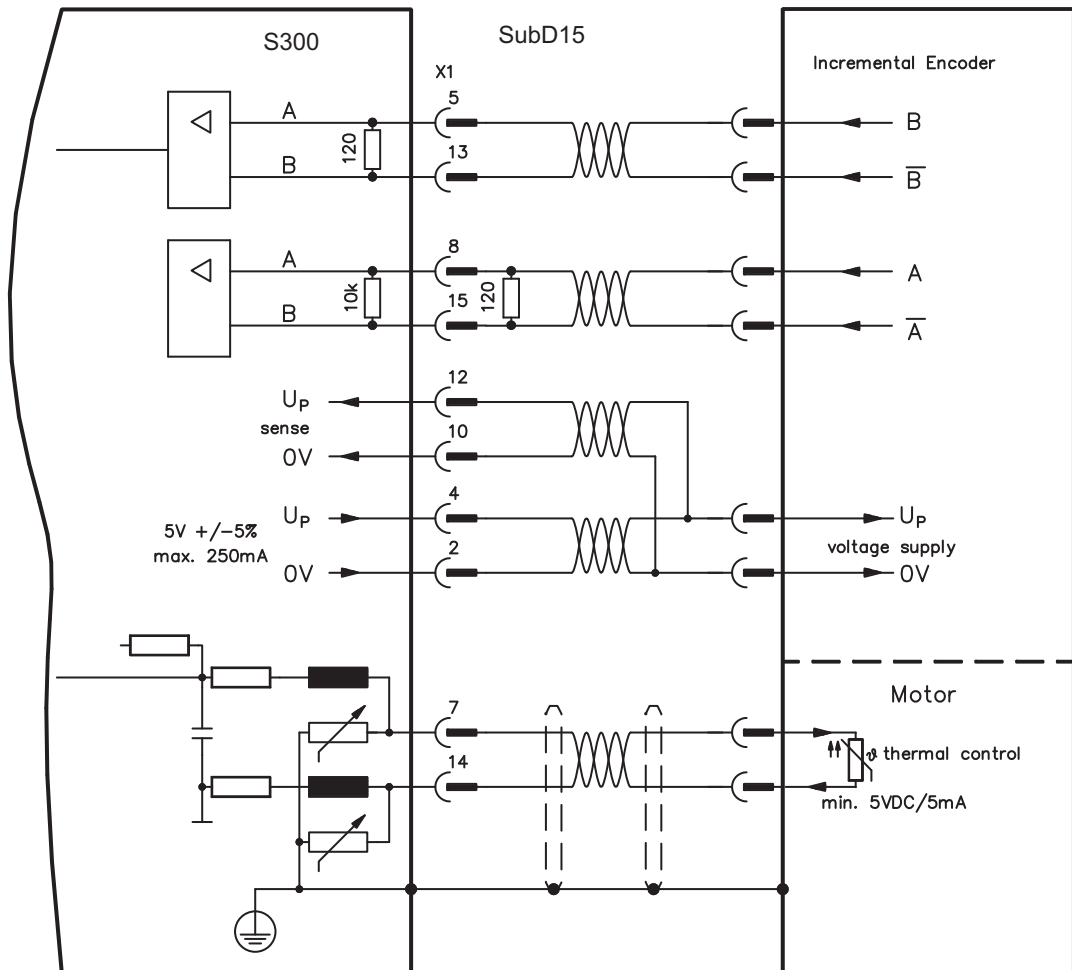 S300
SubD15
X1
Incremental Encoder
A
5
B
120
B
13
B̅
A
8
A
10k
120
B
15
A̅
12
UP
sense
10
0V
4
UP
UP
5V +/-5%
max. 250mA
voltage supply
2
0V
0V
Motor
7
ϑ thermal control
14
min. 5VDC/5mA